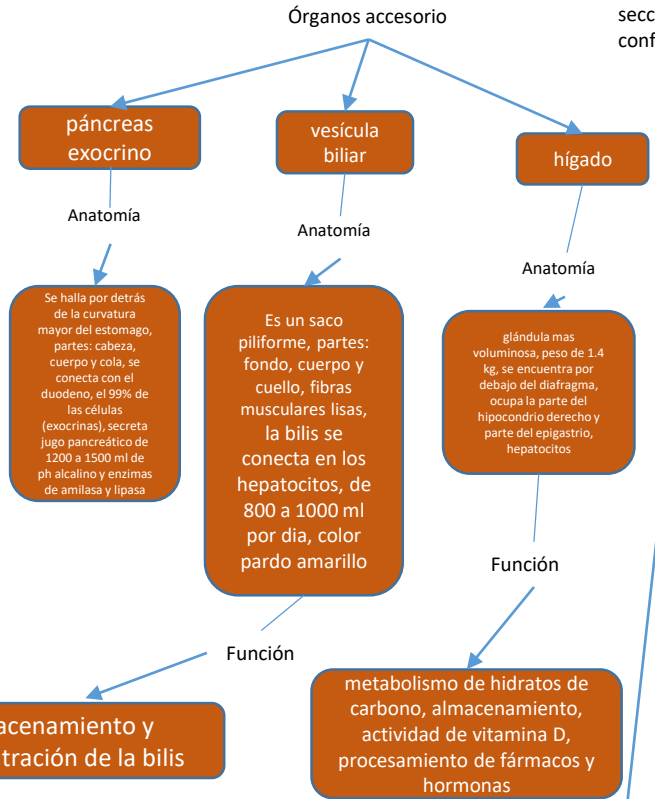 Órganos accesorio
secc
conf
páncreas
exocrino
vesícula
biliar
hígado
Anatomía
Anatomía
Anatomía
Se halla por detrás
de la curvatura
mayor del estomago,
partes: cabeza,
cuerpo y cola, se
conecta con el
duodeno, el 99% de
las células
(exocrinas), secreta
jugo pancreático de
1200 a 1500 ml de
ph alcalino y enzimas
de amilasa y lipasa
Es un saco
piliforme, partes:
fondo, cuerpo y
cuello, fibras
musculares lisas,
la bilis se
conecta en los
hepatocitos, de
800 a 1000 ml
por dia, color
pardo amarillo
glándula mas
voluminosa, peso de 1.4
kg, se encuentra por
debajo del diafragma,
ocupa la parte del
hipocondrio derecho y
parte del epigastrio,
hepatocitos
Función
Función
acenamiento y
tración de la bilis
metabolismo de hidratos de
carbono, almacenamiento,
actividad de vitamina D,
procesamiento de fármacos y
hormonas